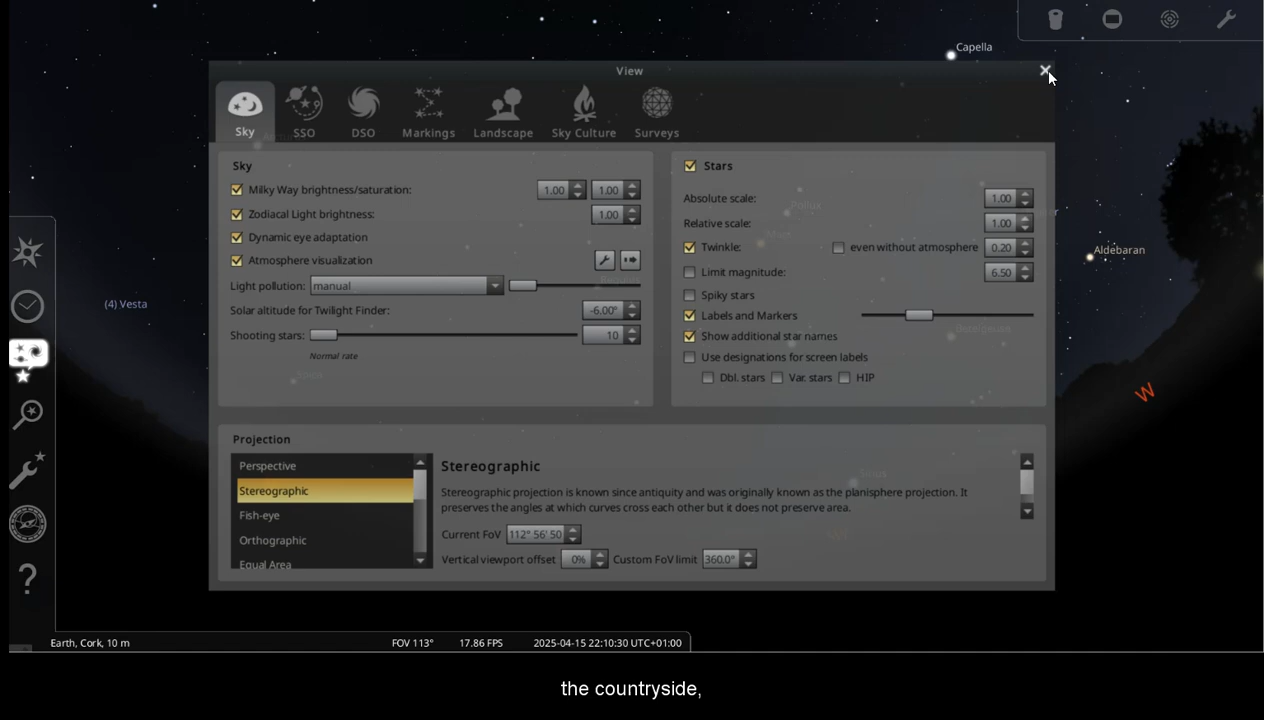 Capella
View
Sky SSO DSO Markings Landscape Sky Culture Surveys
Sky
Milky Way brightness/saturation: 1.00 1.00
Zodiacal Light brightness: 1.00
Dynamic eye adaptation
Atmosphere visualization
Light pollution: manual
Solar altitude for Twilight Finder: -6.00°
Shooting stars: 10
Normal rate
Stars
Absolute scale: 1.00
Relative scale: 1.00
Twinkle: even without atmosphere 0.20
Limit magnitude: 6.50
Spiky stars
Labels and Markers
Show additional star names
Use designations for screen labels
Dbl. stars Var. stars HIP
Pollux
Mars
Aldebaran
(4) Vesta
Betelgeuse
W
Projection
Perspective
Stereographic
Fish-eye
Orthographic
Equal Area
Stereographic
Stereographic projection is known since antiquity and was originally known as the planisphere projection. It
preserves the angles at which curves cross each other but it does not preserve area.
Current FoV 112° 56' 50
Vertical viewport offset 0% Custom FoV limit 360.0°
Sirius
Earth, Cork, 10 m FOV 113° 17.86 FPS 2025-04-15 22:10:30 UTC+01:00
the countryside,